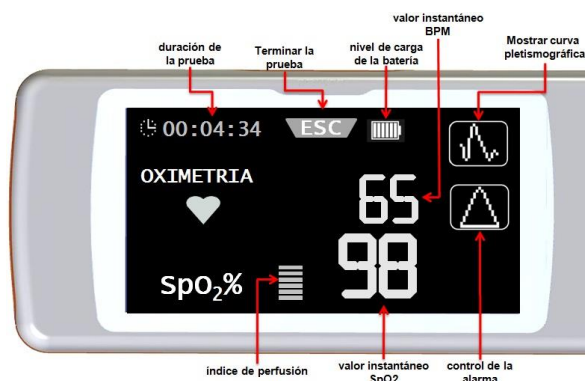 valor instantáneo
BPM
duración de
la prueba
Terminar la
prueba
nivel de carga
de la batería
Mostrar curva
pletismográfica
00:04:34
ESC
OXIMETRIA
65
98
SpO₂%
índice de perfusión
valor instantáneo
SpO2
control de la
alarma